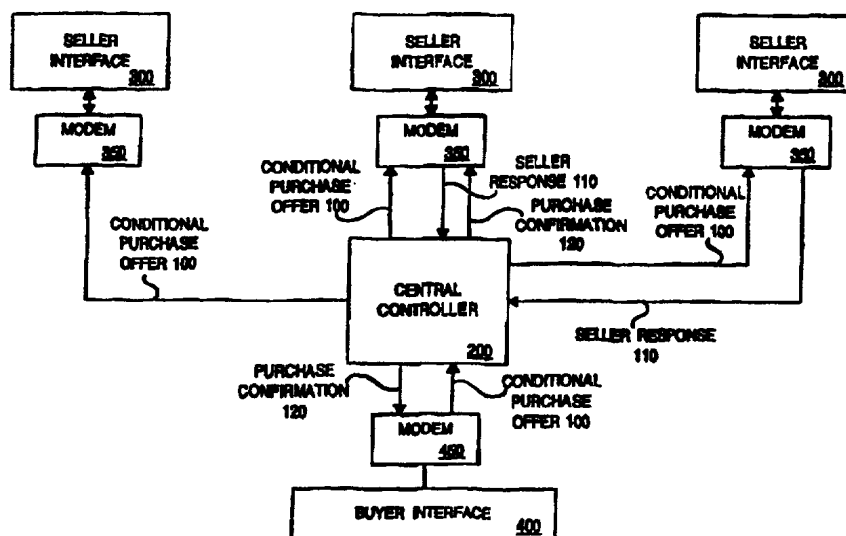 SELLER
INTERFACE
300
SELLER
INTERFACE
300
SELLER
INTERFACE
300
MODEM
350
MODEM
350
MODEM
350
CONDITIONAL
PURCHASE
OFFER 100
CONDITIONAL
PURCHASE
OFFER 100
SELLER
RESPONSE 110
PURCHASE
CONFIRMATION
120
CONDITIONAL
PURCHASE
OFFER 100
CENTRAL
CONTROLLER
200
SELLER RESPONSE
110
PURCHASE
CONFIRMATION
120
CONDITIONAL
PURCHASE
OFFER 100
MODEM
450
BUYER INTERFACE
400